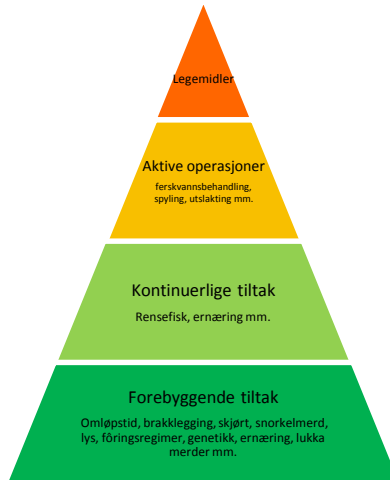 Legemidler
Aktive operasjoner
ferskvannsbehandling,
spyling, utslakting mm.
Kontinuerlige tiltak
Rensefisk, ernæring mm.
Forebyggende tiltak
Omløpstid, brakklegging, skjørt, snorkelmerd,
lys, fôringsregimer, genetikk, ernæring, lukka
merder mm.